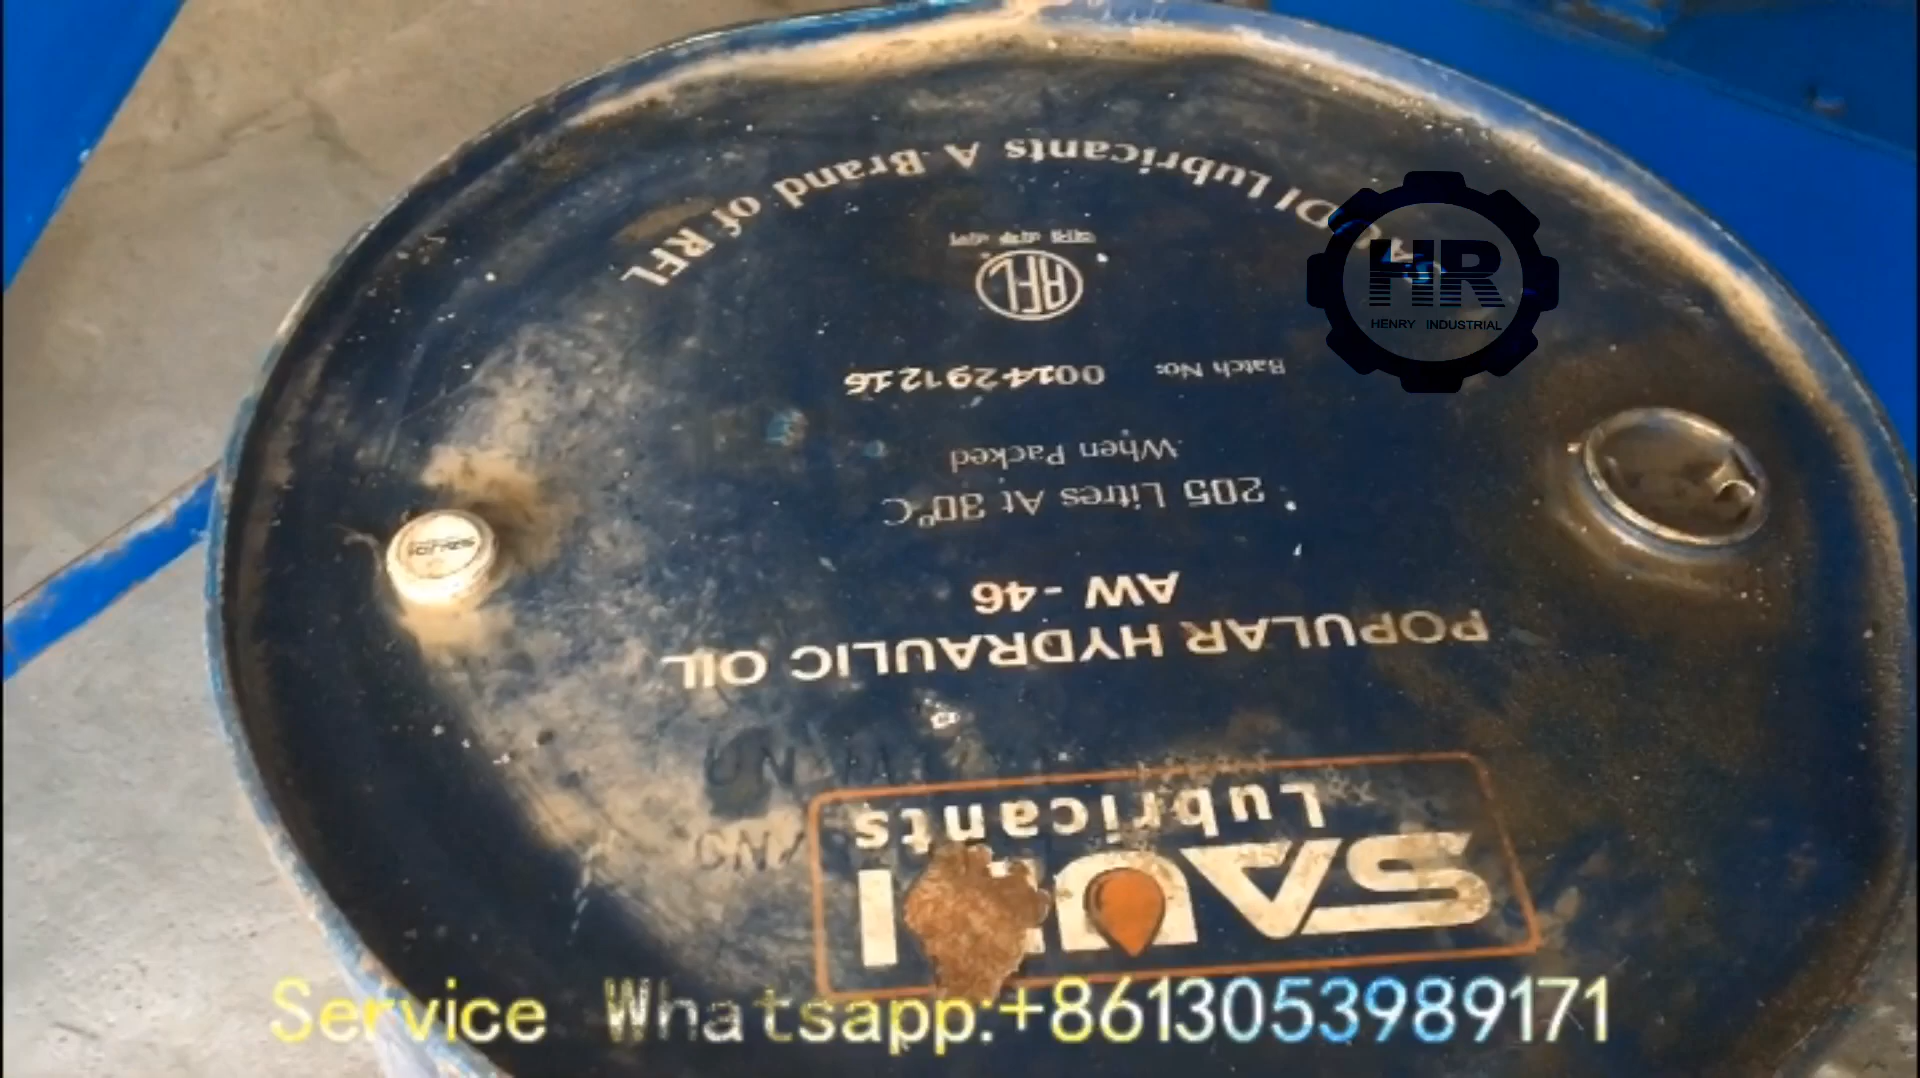 SAUDI
Lubricants
POPULAR HYDRAULIC OIL
AW - 46
205 Litres At 30°C
When Packed
Batch No: 0014291216
RFL
Lubricants A Brand of RFL
HR
HENRY INDUSTRIAL
Service Whatsapp:+8613053989171